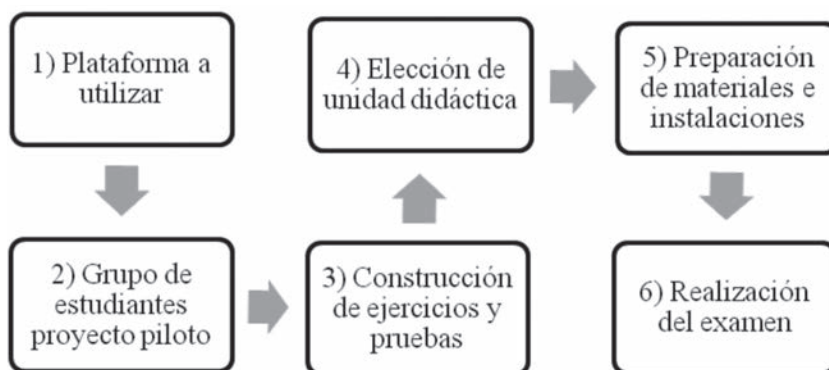 1) Plataforma a
utilizar
2) Grupo de
estudiantes
proyecto piloto
3) Construcción
de ejercicios y
pruebas
4) Elección de
unidad didáctica
5) Preparación
de materiales e
instalaciones
6) Realización
del examen